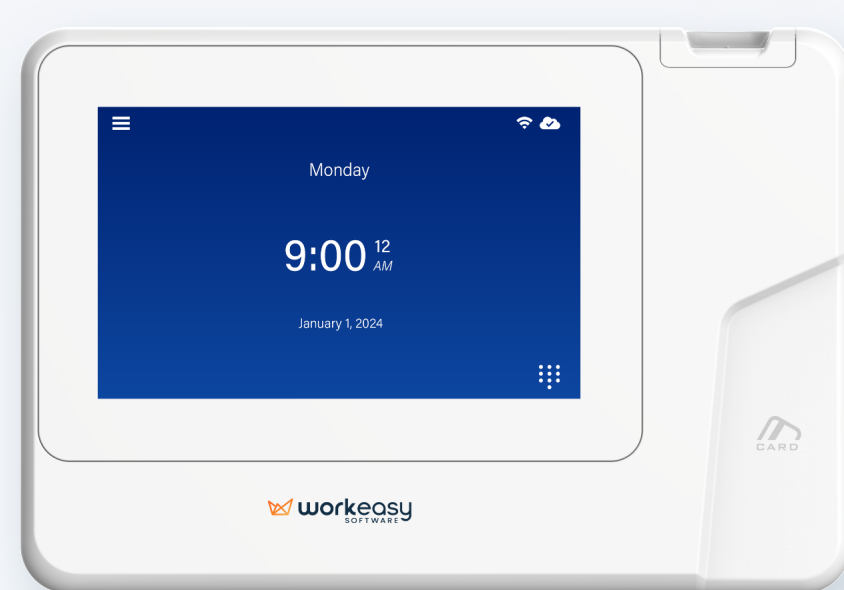 Monday
9:00 12
AM
January 1, 2024
CARD
workeasy
SOFTWARE